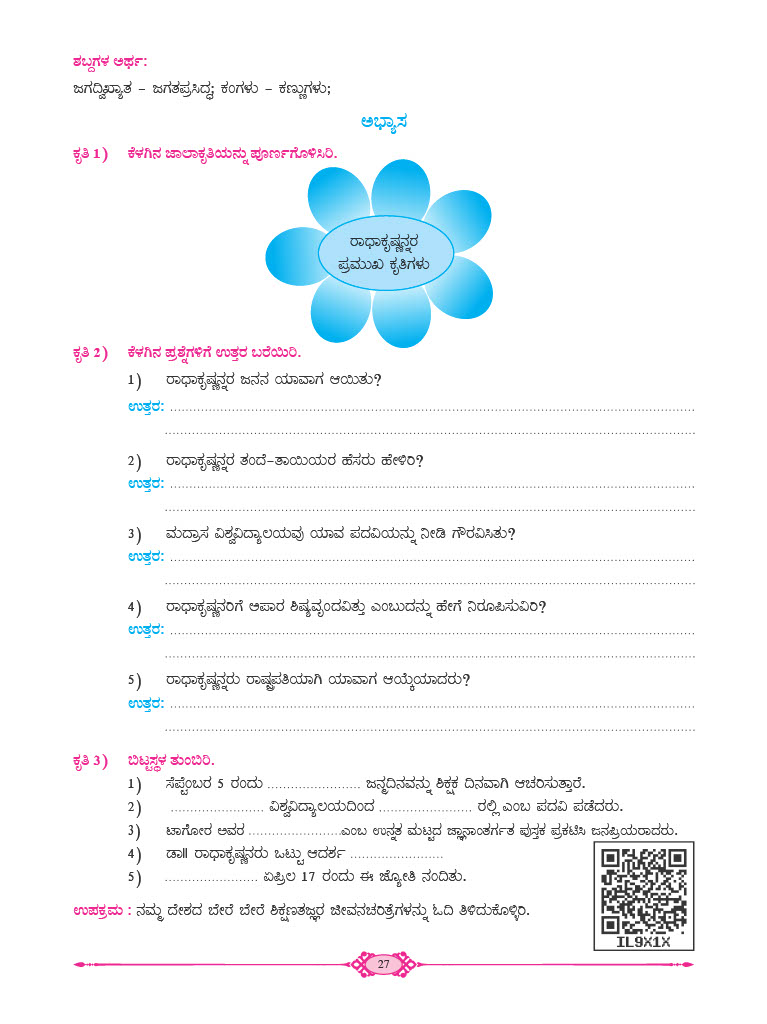 ಶಬ್ದಗಳ ಅರ್ಥ:
ಜಗದ್ವಿಖ್ಯಾತ – ಜಗತಪ್ರಸಿದ್ಧ; ಕಂಗಳು – ಕಣ್ಣುಗಳು;
ಅಭ್ಯಾಸ
ಕೃತಿ 1) ಕೆಳಗಿನ ಜಾಲಾಕೃತಿಯನ್ನು ಪೂರ್ಣಗೊಳಿಸಿರಿ.
ರಾಧಾಕೃಷ್ಣನ್ನರ
ಪ್ರಮುಖ ಕೃತಿಗಳು
ಕೃತಿ 2) ಕೆಳಗಿನ ಪ್ರಶ್ನೆಗಳಿಗೆ ಉತ್ತರ ಬರೆಯಿರಿ.
1) ರಾಧಾಕೃಷ್ಣನ್ನರ ಜನನ ಯಾವಾಗ ಆಯಿತು?
ಉತ್ತರ: ....................
....................
2) ರಾಧಾಕೃಷ್ಣನ್ನರ ತಂದೆ–ತಾಯಿಯರ ಹೆಸರು ಹೇಳಿರಿ?
ಉತ್ತರ: ....................
....................
3) ಮದ್ರಾಸ ವಿಶ್ವವಿದ್ಯಾಲಯವು ಯಾವ ಪದವಿಯನ್ನು ನೀಡಿ ಗೌರವಿಸಿತು?
ಉತ್ತರ: ....................
....................
4) ರಾಧಾಕೃಷ್ಣನರಿಗೆ ಅಪಾರ ಶಿಷ್ಯವೃಂದವಿತ್ತು ಎಂಬುದನ್ನು ಹೇಗೆ ನಿರೂಪಿಸುವಿರಿ?
ಉತ್ತರ: ....................
....................
5) ರಾಧಾಕೃಷ್ಣನ್ನರು ರಾಷ್ಟ್ರಪತಿಯಾಗಿ ಯಾವಾಗ ಆಯ್ಕೆಯಾದರು?
ಉತ್ತರ: ....................
....................
ಕೃತಿ 3) ಬಿಟ್ಟಸ್ಥಳ ತುಂಬಿರಿ.
1) ಸೆಪ್ಟೆಂಬರ 5 ರಂದು ........................ ಜನ್ಮದಿನವನ್ನು ಶಿಕ್ಷಕ ದಿನವಾಗಿ ಆಚರಿಸುತ್ತಾರೆ.
2) ........................ ವಿಶ್ವವಿದ್ಯಾಲಯದಿಂದ ........................ ರಲ್ಲಿ ಎಂಬ ಪದವಿ ಪಡೆದರು.
3) ಟಾಗೋರ ಅವರ ........................ಎಂಬ ಉನ್ನತ ಮಟ್ಟದ ಜ್ಞಾನಾಂತರ್ಗತ ಪುಸ್ತಕ ಪ್ರಕಟಿಸಿ ಜನಪ್ರಿಯರಾದರು.
4) ಡಾ|| ರಾಧಾಕೃಷ್ಣನರು ಒಟ್ಟು ಆದರ್ಶ ........................
5) ........................ ಏಪ್ರಿಲ 17 ರಂದು ಈ ಜ್ಯೋತಿ ನಂದಿತು.
ಉಪಕ್ರಮ : ನಮ್ಮ ದೇಶದ ಬೇರೆ ಬೇರೆ ಶಿಕ್ಷಣತಜ್ಞರ ಜೀವನಚರಿತ್ರೆಗಳನ್ನು ಓದಿ ತಿಳಿದುಕೊಳ್ಳಿರಿ.
IL9X1X
27